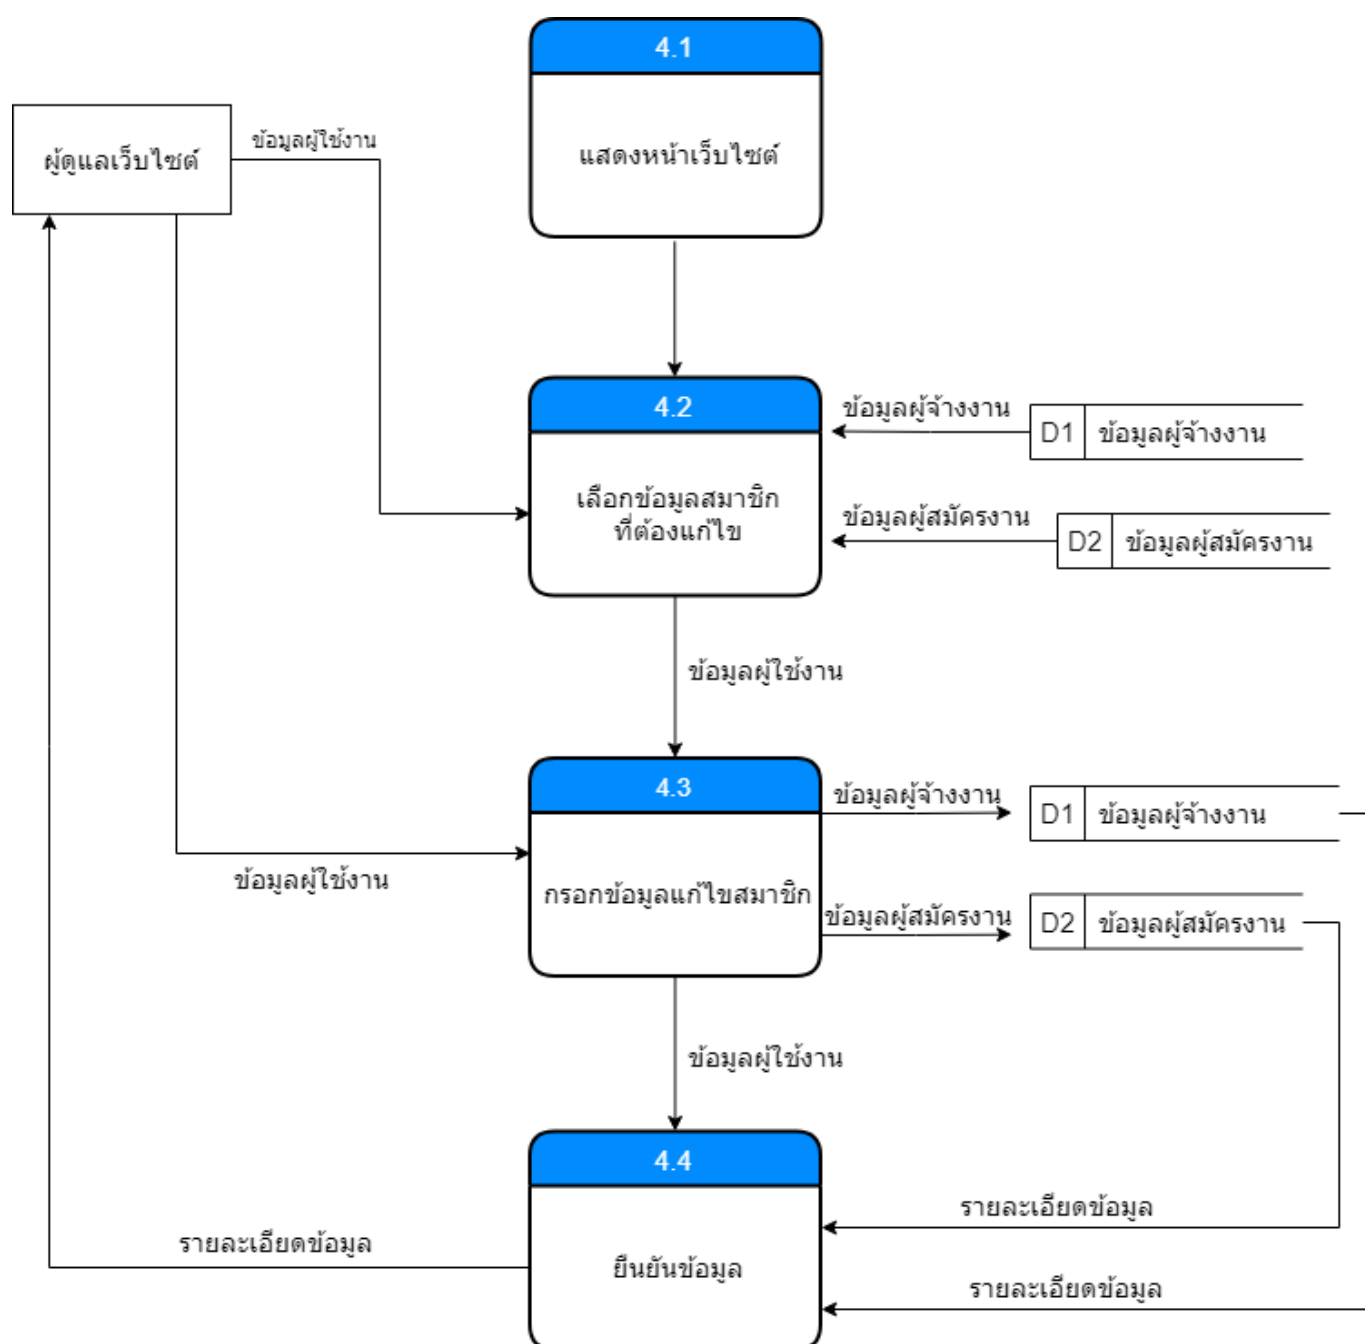 4.1
แสดงหน้าเว็บไซต์
ผู้ดูแลเว็บไซต์
ข้อมูลผู้ใช้งาน
4.2
เลือกข้อมูลสมาชิก
ที่ต้องแก้ไข
ข้อมูลผู้จ้างงาน
D1 ข้อมูลผู้จ้างงาน
ข้อมูลผู้สมัครงาน
D2 ข้อมูลผู้สมัครงาน
ข้อมูลผู้ใช้งาน
4.3
กรอกข้อมูลแก้ไขสมาชิก
ข้อมูลผู้ใช้งาน
ข้อมูลผู้จ้างงาน
D1 ข้อมูลผู้จ้างงาน
ข้อมูลผู้สมัครงาน
D2 ข้อมูลผู้สมัครงาน
ข้อมูลผู้ใช้งาน
4.4
ยืนยันข้อมูล
รายละเอียดข้อมูล
รายละเอียดข้อมูล
รายละเอียดข้อมูล